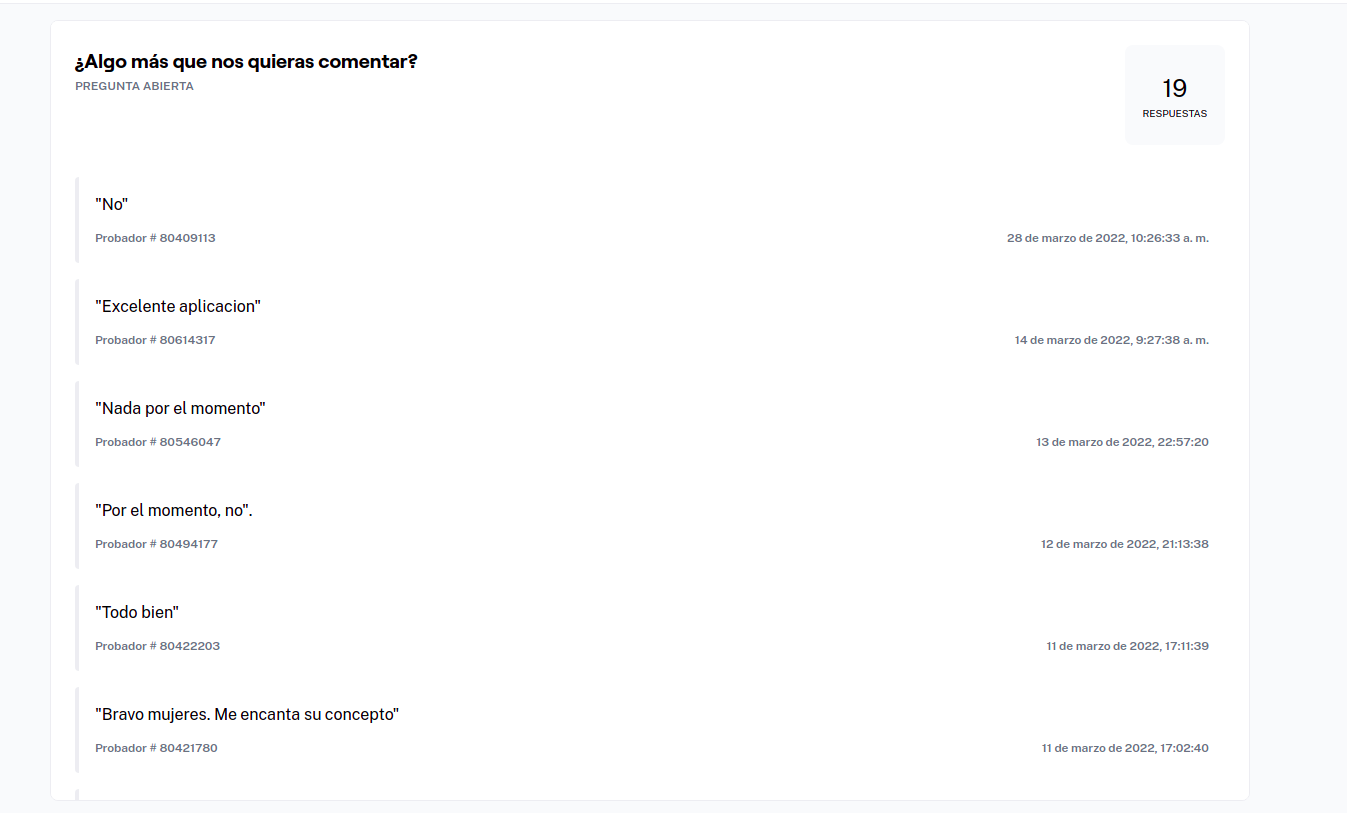 ¿Algo más que nos quieras comentar?
PREGUNTA ABIERTA
19
RESPUESTAS
"No"
Probador # 80409113
28 de marzo de 2022, 10:26:33 a. m.
"Excelente aplicacion"
Probador # 80614317
14 de marzo de 2022, 9:27:38 a. m.
"Nada por el momento"
Probador # 80546047
13 de marzo de 2022, 22:57:20
"Por el momento, no".
Probador # 80494177
12 de marzo de 2022, 21:13:38
"Todo bien"
Probador # 80422203
11 de marzo de 2022, 17:11:39
"Bravo mujeres. Me encanta su concepto"
Probador # 80421780
11 de marzo de 2022, 17:02:40